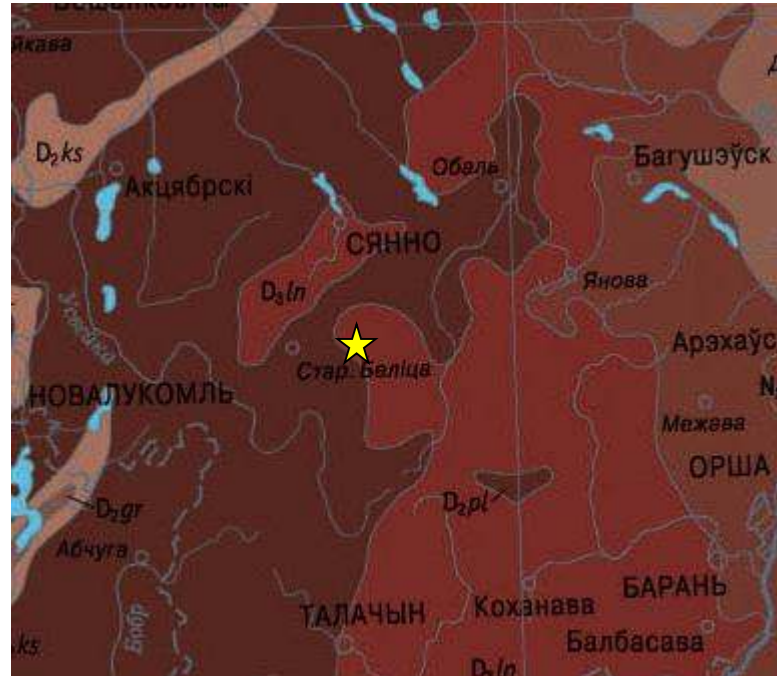 D₂ks
Акцябрскі
Обаль
Багушэўск
СЯННО
D₃ln
Янова
Стар. Беліца
НОВАЛУКОМЛЬ
Арэхаўс
Межава
ОРША
D₂pl
D₂gr
Абчуга
Бобр
ТАЛАЧЫН
Коханава
БАРАНЬ
Балбасава
ks